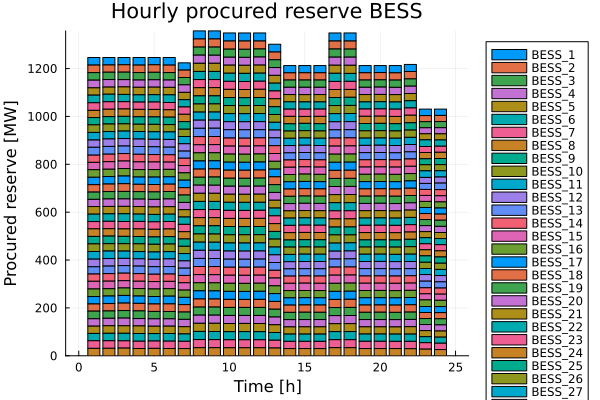 Hourly procured reserve BESS
Procured reserve [MW]
1200
1000
800
600
400
200
0
0 5 10 15 20 25
Time [h]
BESS_1
BESS_2
BESS_3
BESS_4
BESS_5
BESS_6
BESS_7
BESS_8
BESS_9
BESS_10
BESS_11
BESS_12
BESS_13
BESS_14
BESS_15
BESS_16
BESS_17
BESS_18
BESS_19
BESS_20
BESS_21
BESS_22
BESS_23
BESS_24
BESS_25
BESS_26
BESS_27